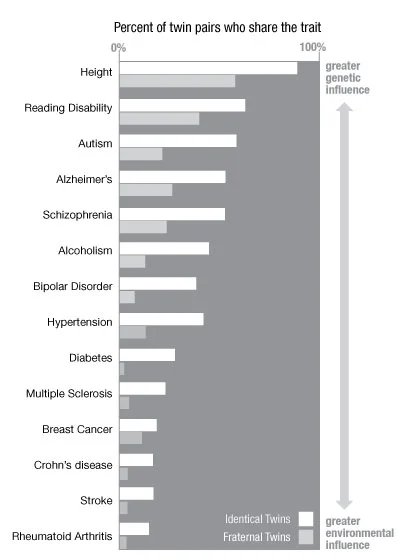 Percent of twin pairs who share the trait
0%
100%
Height
greater
genetic
influence
Reading Disability
Autism
Alzheimer's
Schizophrenia
Alcoholism
Bipolar Disorder
Hypertension
Diabetes
Multiple Sclerosis
Breast Cancer
Crohn's disease
Stroke
Rheumatoid Arthritis
Identical Twins
Fraternal Twins
greater
environmental
influence